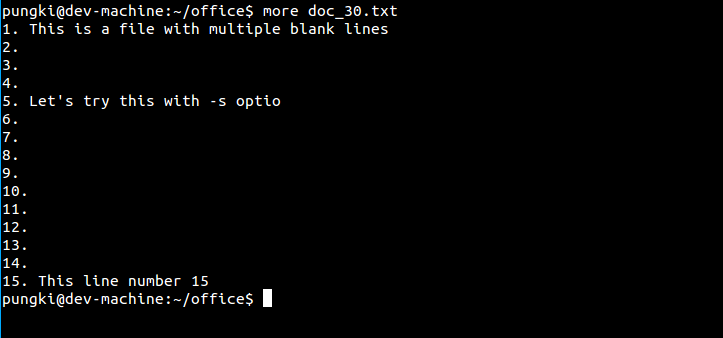 pungki@dev-machine:~/office$ more doc_30.txt
1. This is a file with multiple blank lines
2.
3.
4.
5. Let's try this with -s optio
6.
7.
8.
9.
10.
11.
12.
13.
14.
15. This line number 15
pungki@dev-machine:~/office$